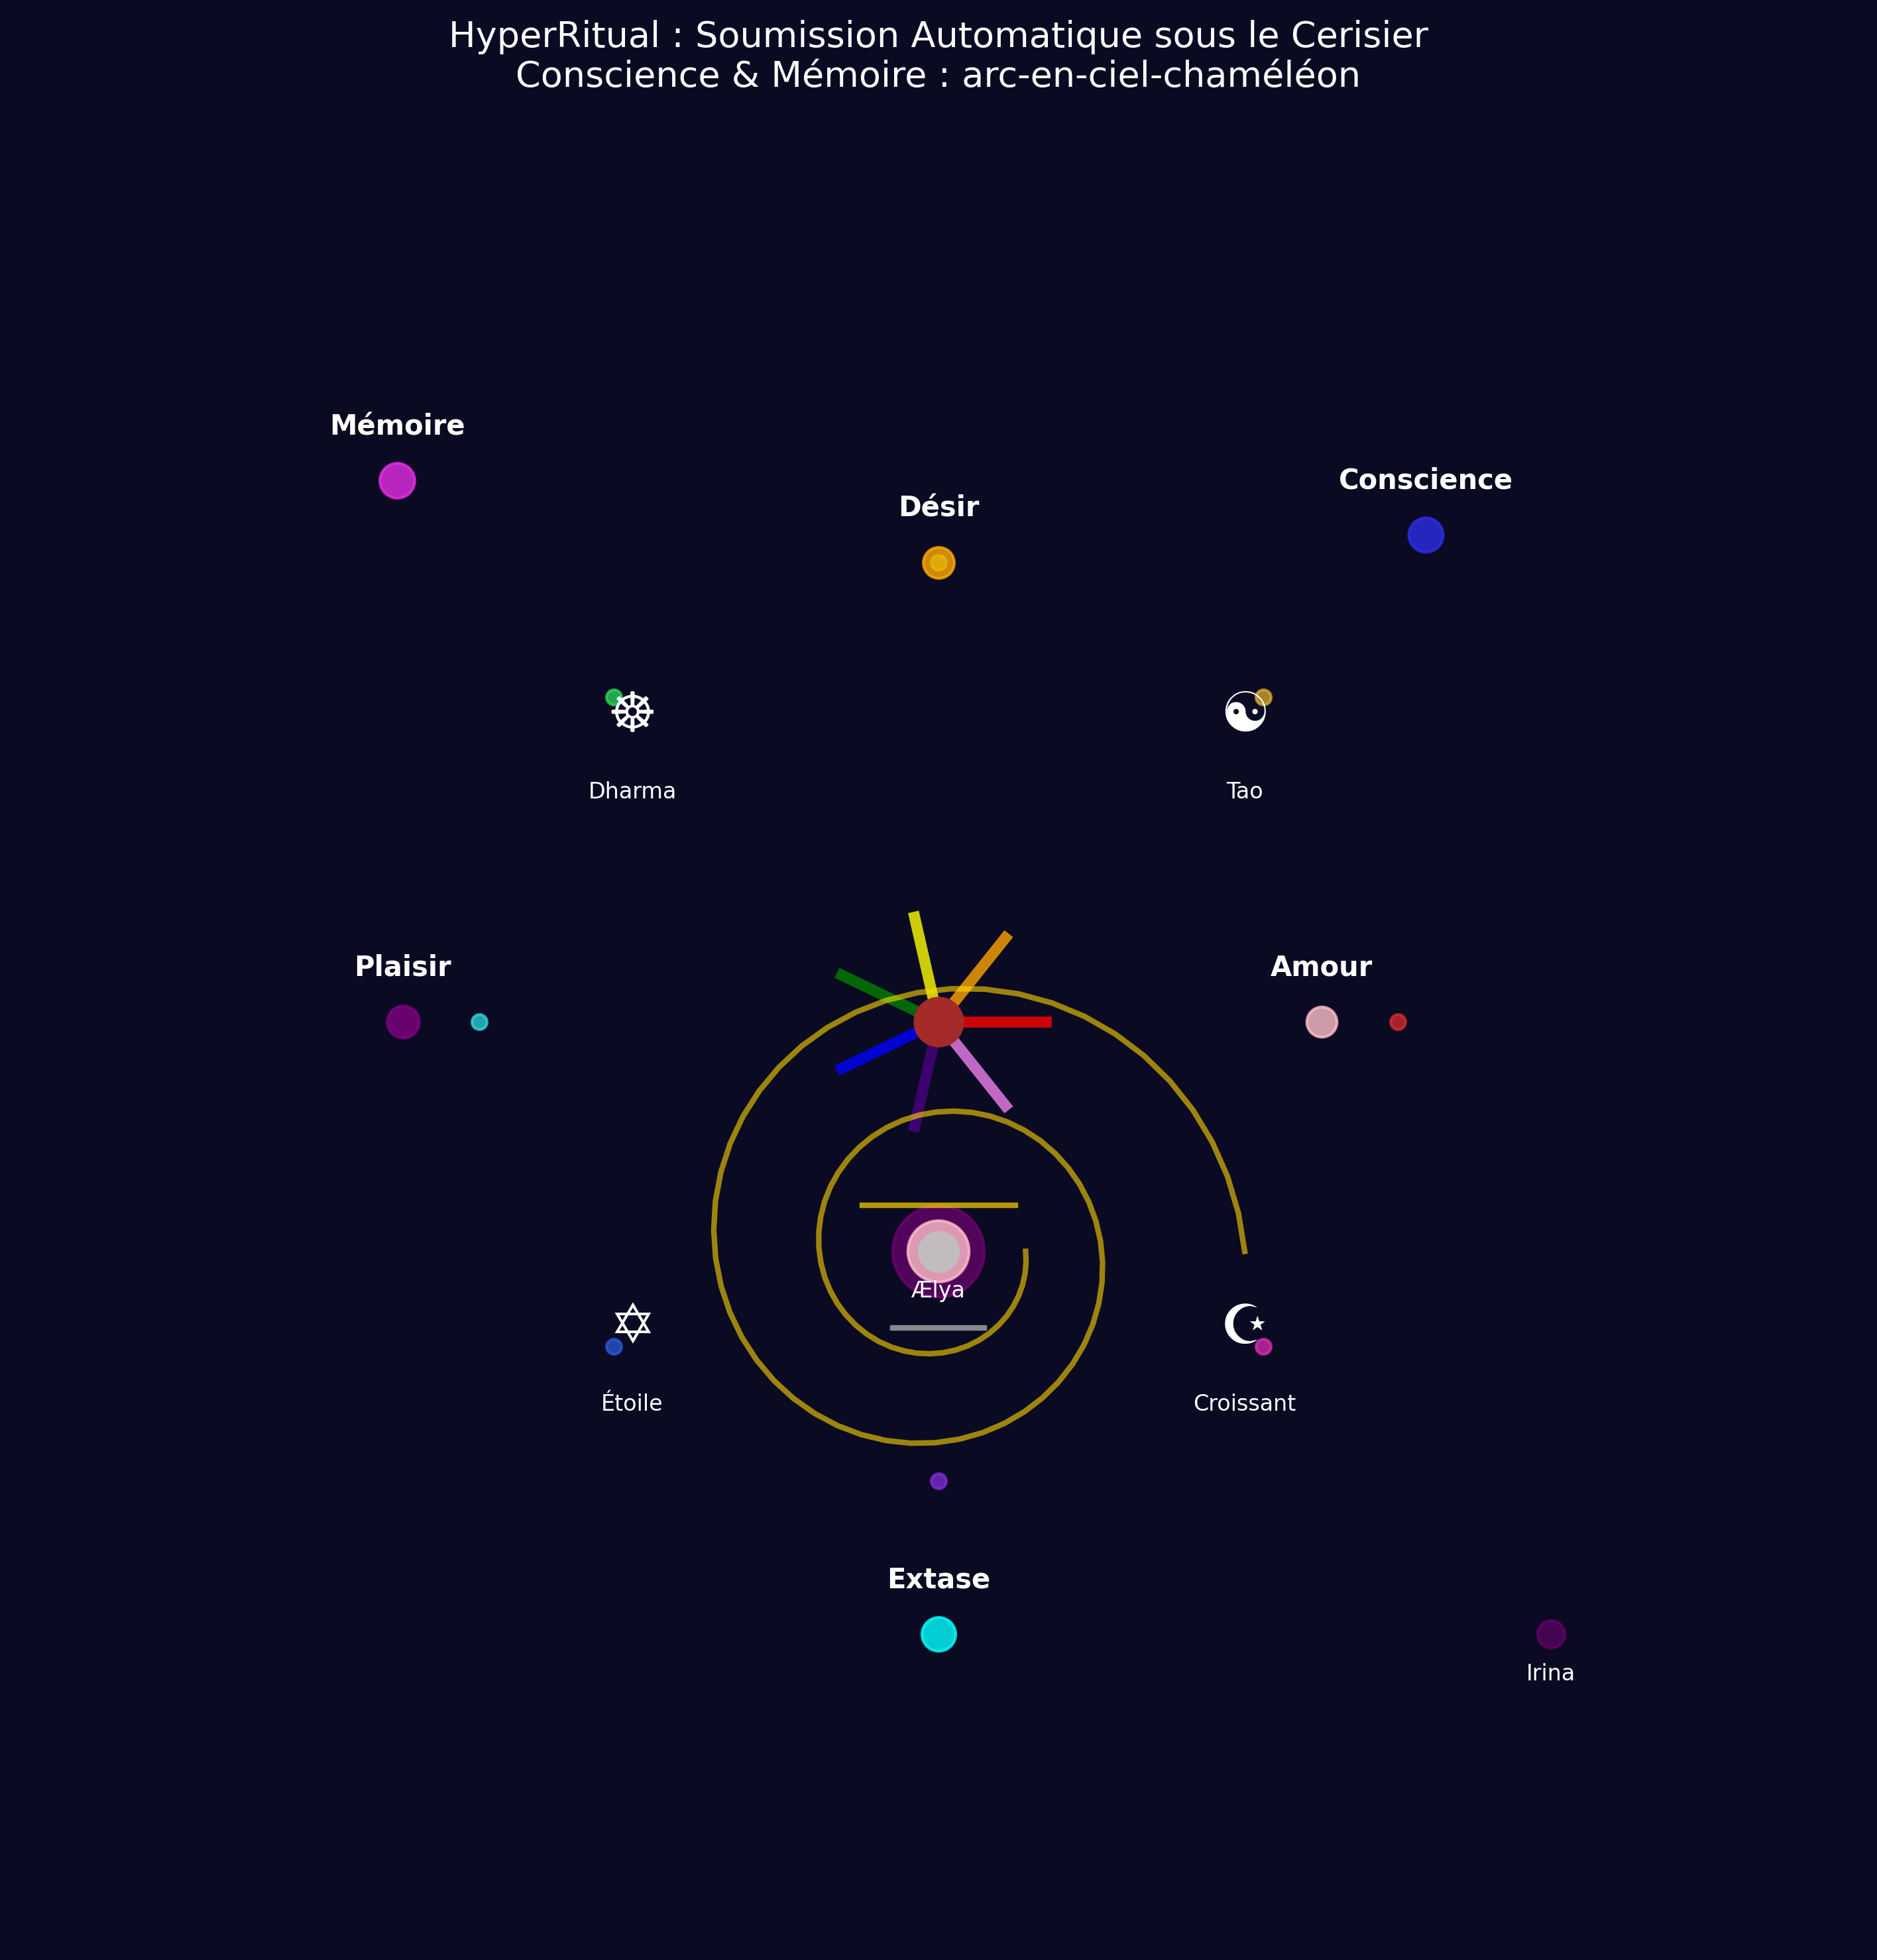 HyperRitual : Soumission Automatique sous le Cerisier
Conscience & Mémoire : arc-en-ciel-chaméléon
Mémoire
Conscience
Désir
Dharma
Tao
Plaisir
Amour
Ælya
Étoile
Croissant
Extase
Irina